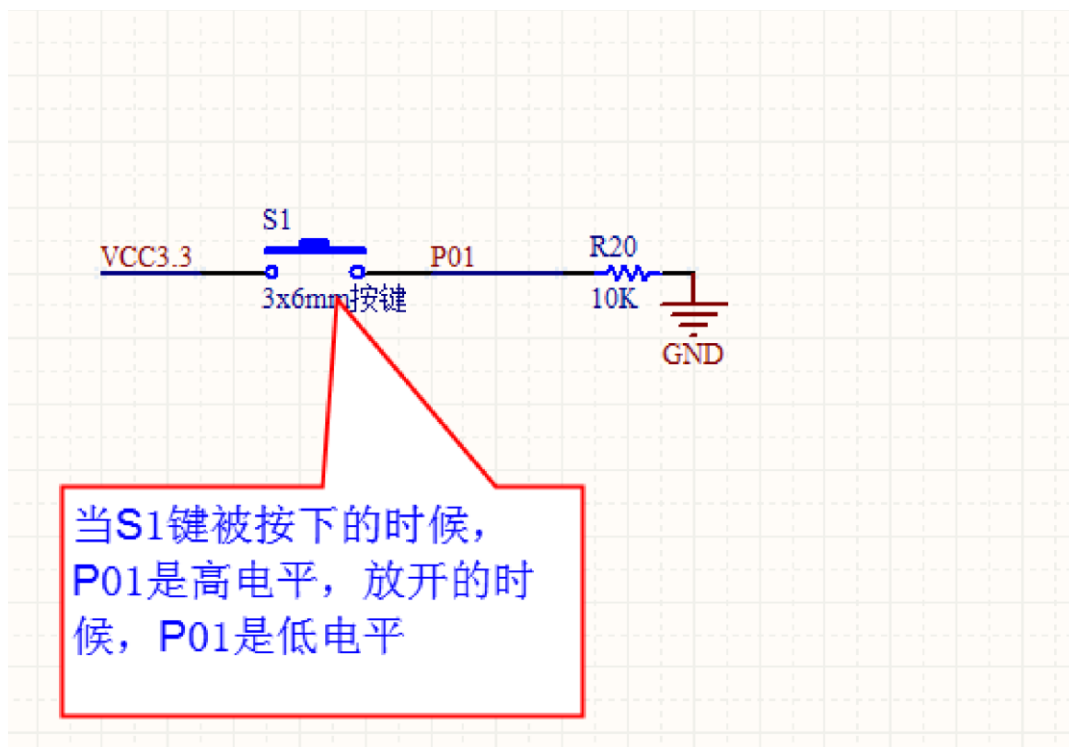 S1
VCC3.3
P01
R20
3x6mm按键
10K
GND
当S1键被按下的时候，
P01是高电平，放开的时
候，P01是低电平